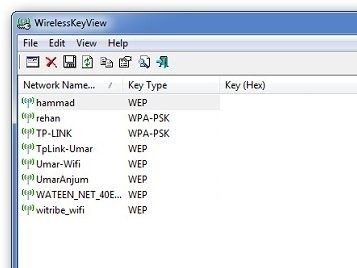 WirelessKeyView
File Edit View Help
Network Name... / Key Type Key (Hex)
hammad WEP
rehan WPA-PSK
TP-LINK WPA-PSK
TpLink-Umar WEP
Umar-Wifi WEP
UmarAnjum WEP
WATEEN_NET_40E... WEP
witribe_wifi WEP